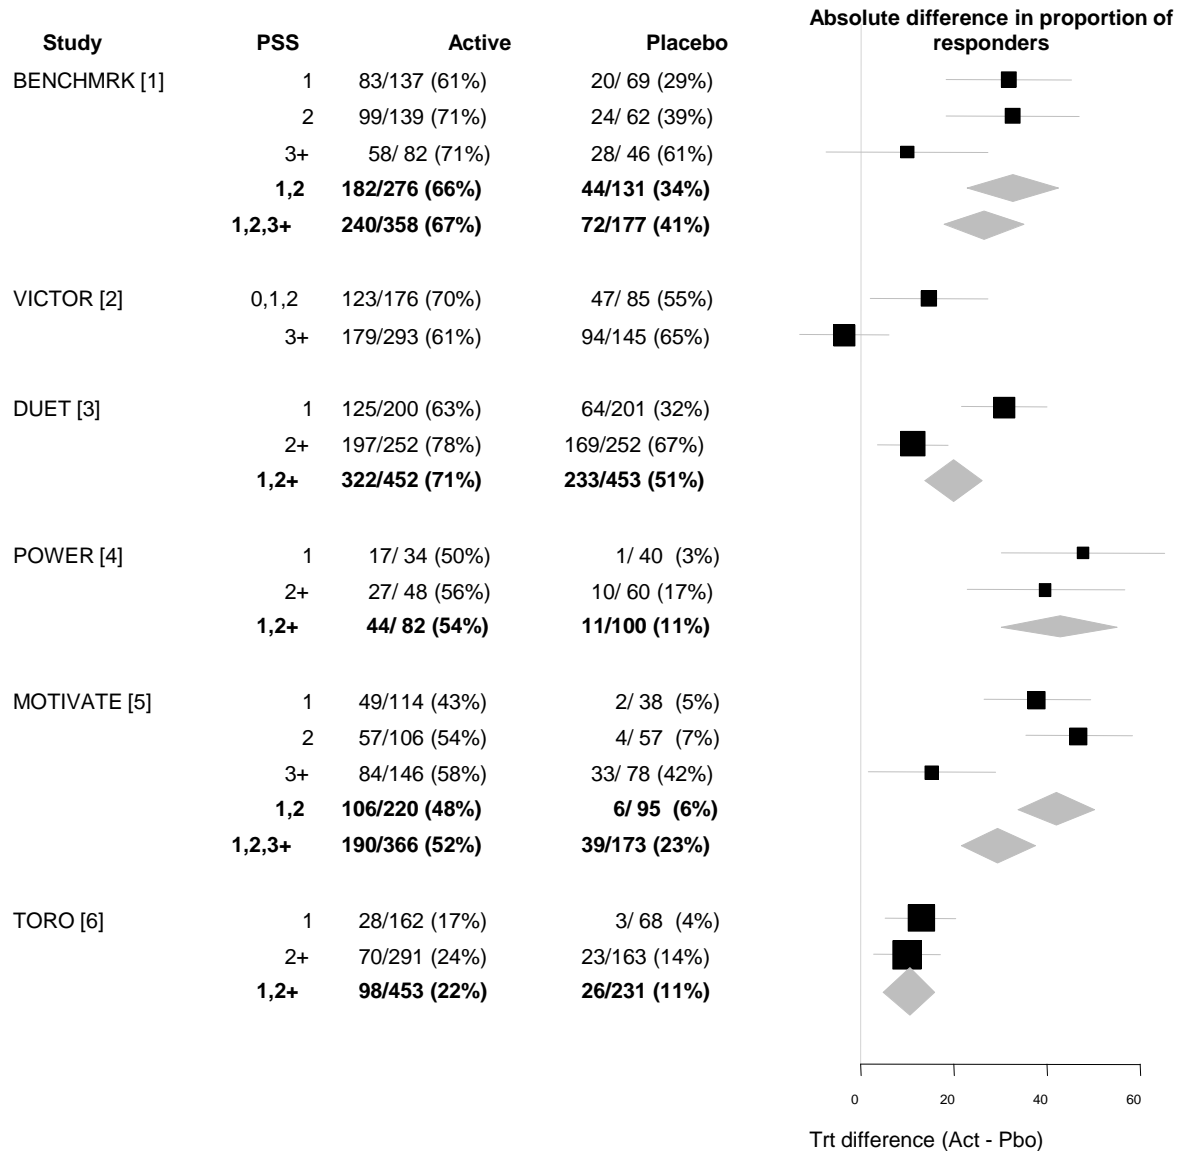 Absolute difference in proportion of
responders
Study PSS Active Placebo
BENCHMRK [1] 1 83/137 (61%) 20/ 69 (29%)
2 99/139 (71%) 24/ 62 (39%)
3+ 58/ 82 (71%) 28/ 46 (61%)
1,2 182/276 (66%) 44/131 (34%)
1,2,3+ 240/358 (67%) 72/177 (41%)
VICTOR [2] 0,1,2 123/176 (70%) 47/ 85 (55%)
3+ 179/293 (61%) 94/145 (65%)
DUET [3] 1 125/200 (63%) 64/201 (32%)
2+ 197/252 (78%) 169/252 (67%)
1,2+ 322/452 (71%) 233/453 (51%)
POWER [4] 1 17/ 34 (50%) 1/ 40 (3%)
2+ 27/ 48 (56%) 10/ 60 (17%)
1,2+ 44/ 82 (54%) 11/100 (11%)
MOTIVATE [5] 1 49/114 (43%) 2/ 38 (5%)
2 57/106 (54%) 4/ 57 (7%)
3+ 84/146 (58%) 33/ 78 (42%)
1,2 106/220 (48%) 6/ 95 (6%)
1,2,3+ 190/366 (52%) 39/173 (23%)
TORO [6] 1 28/162 (17%) 3/ 68 (4%)
2+ 70/291 (24%) 23/163 (14%)
1,2+ 98/453 (22%) 26/231 (11%)
0 20 40 60
Trt difference (Act - Pbo)